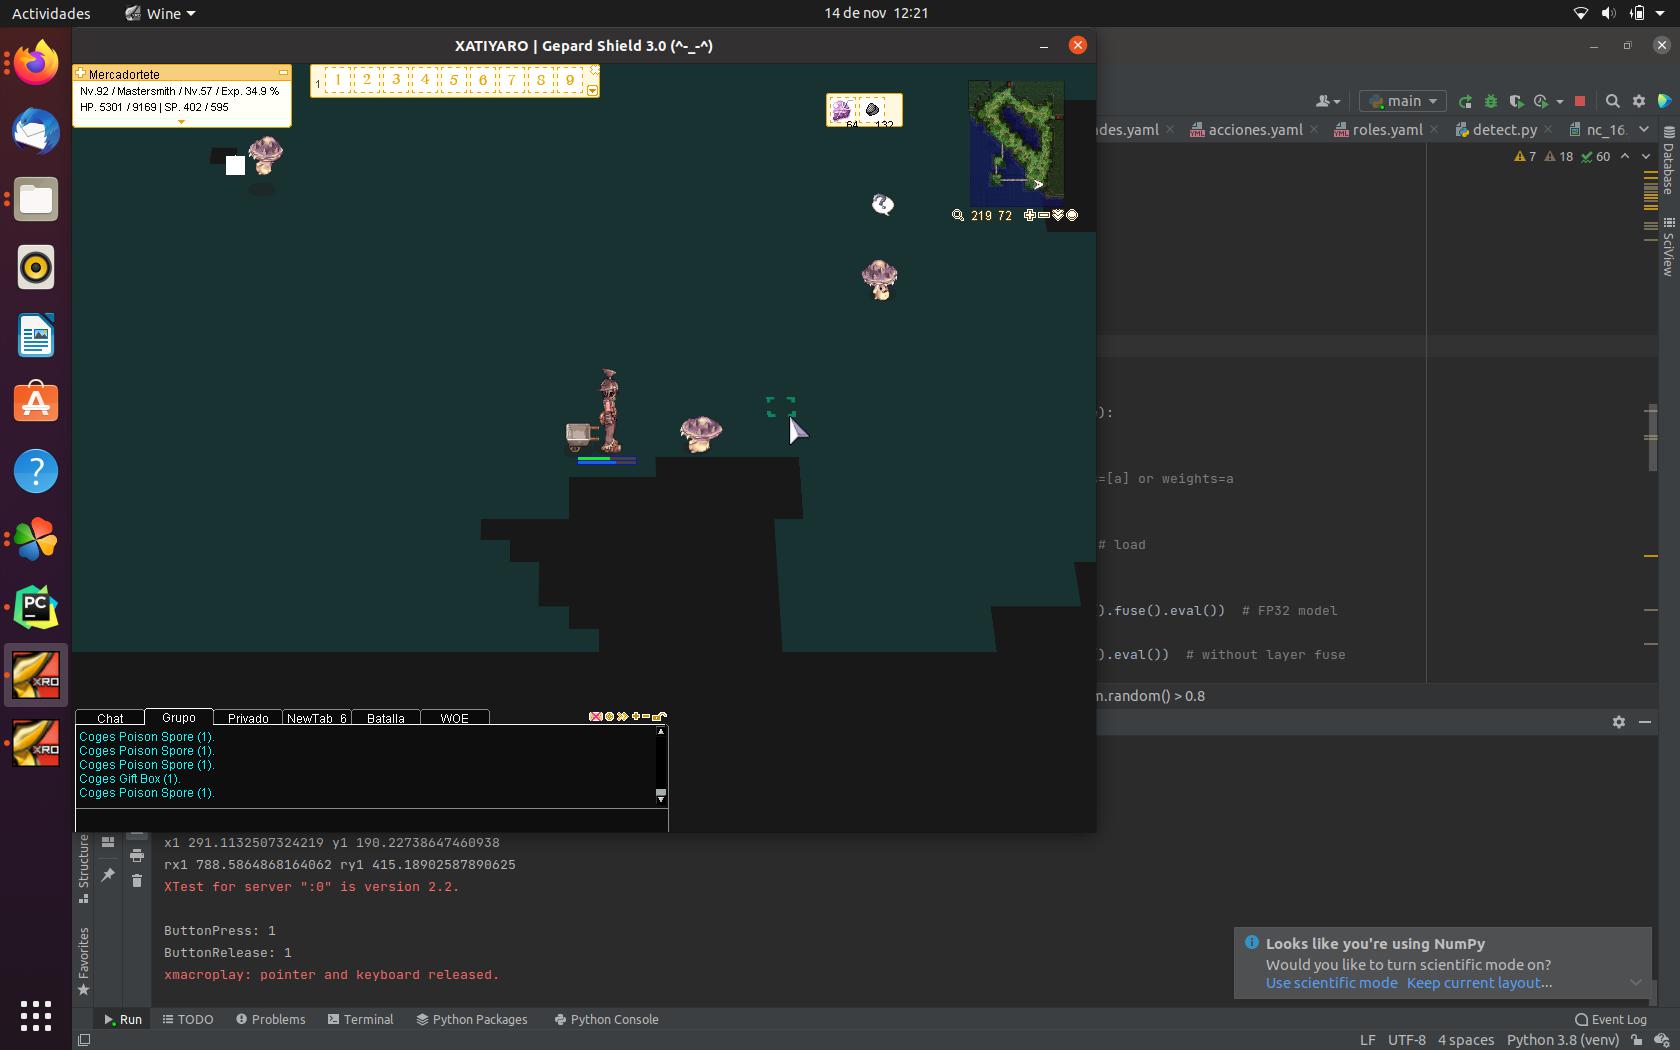 Actividades
Wine
14 de nov  12:21
XATIYARO | Gepard Shield 3.0 (^-_-^)
Mercadortete
Nv.92 / Mastersmith / Nv.57 / Exp. 34.9 %
HP. 5301 / 9169 | SP. 402 / 595
1 1 2 3 4 5 6 7 8 9
64 132
219 72
main
ades.yaml
acciones.yaml
roles.yaml
detect.py
nc_16.
7 18 60
Database
SciView
):
=[a] or weights=a
# load
).fuse().eval())  # FP32 model
).eval())  # without layer fuse
m.random() > 0.8
Chat
Grupo
Privado
NewTab_6
Batalla
WOE
Coges Poison Spore (1).
Coges Poison Spore (1).
Coges Poison Spore (1).
Coges Gift Box (1).
Coges Poison Spore (1).
PC
XRO
XRO
Structure
Favorites
x1 291.1132507324219 y1 190.22738647460938
rx1 788.5864868164062 ry1 415.18902587890625
XTest for server ":0" is version 2.2.
ButtonPress: 1
ButtonRelease: 1
xmacroplay: pointer and keyboard released.
Looks like you're using NumPy
Would you like to turn scientific mode on?
Use scientific mode  Keep current layout...
Run
TODO
Problems
Terminal
Python Packages
Python Console
Event Log
LF  UTF-8  4 spaces  Python 3.8 (venv)